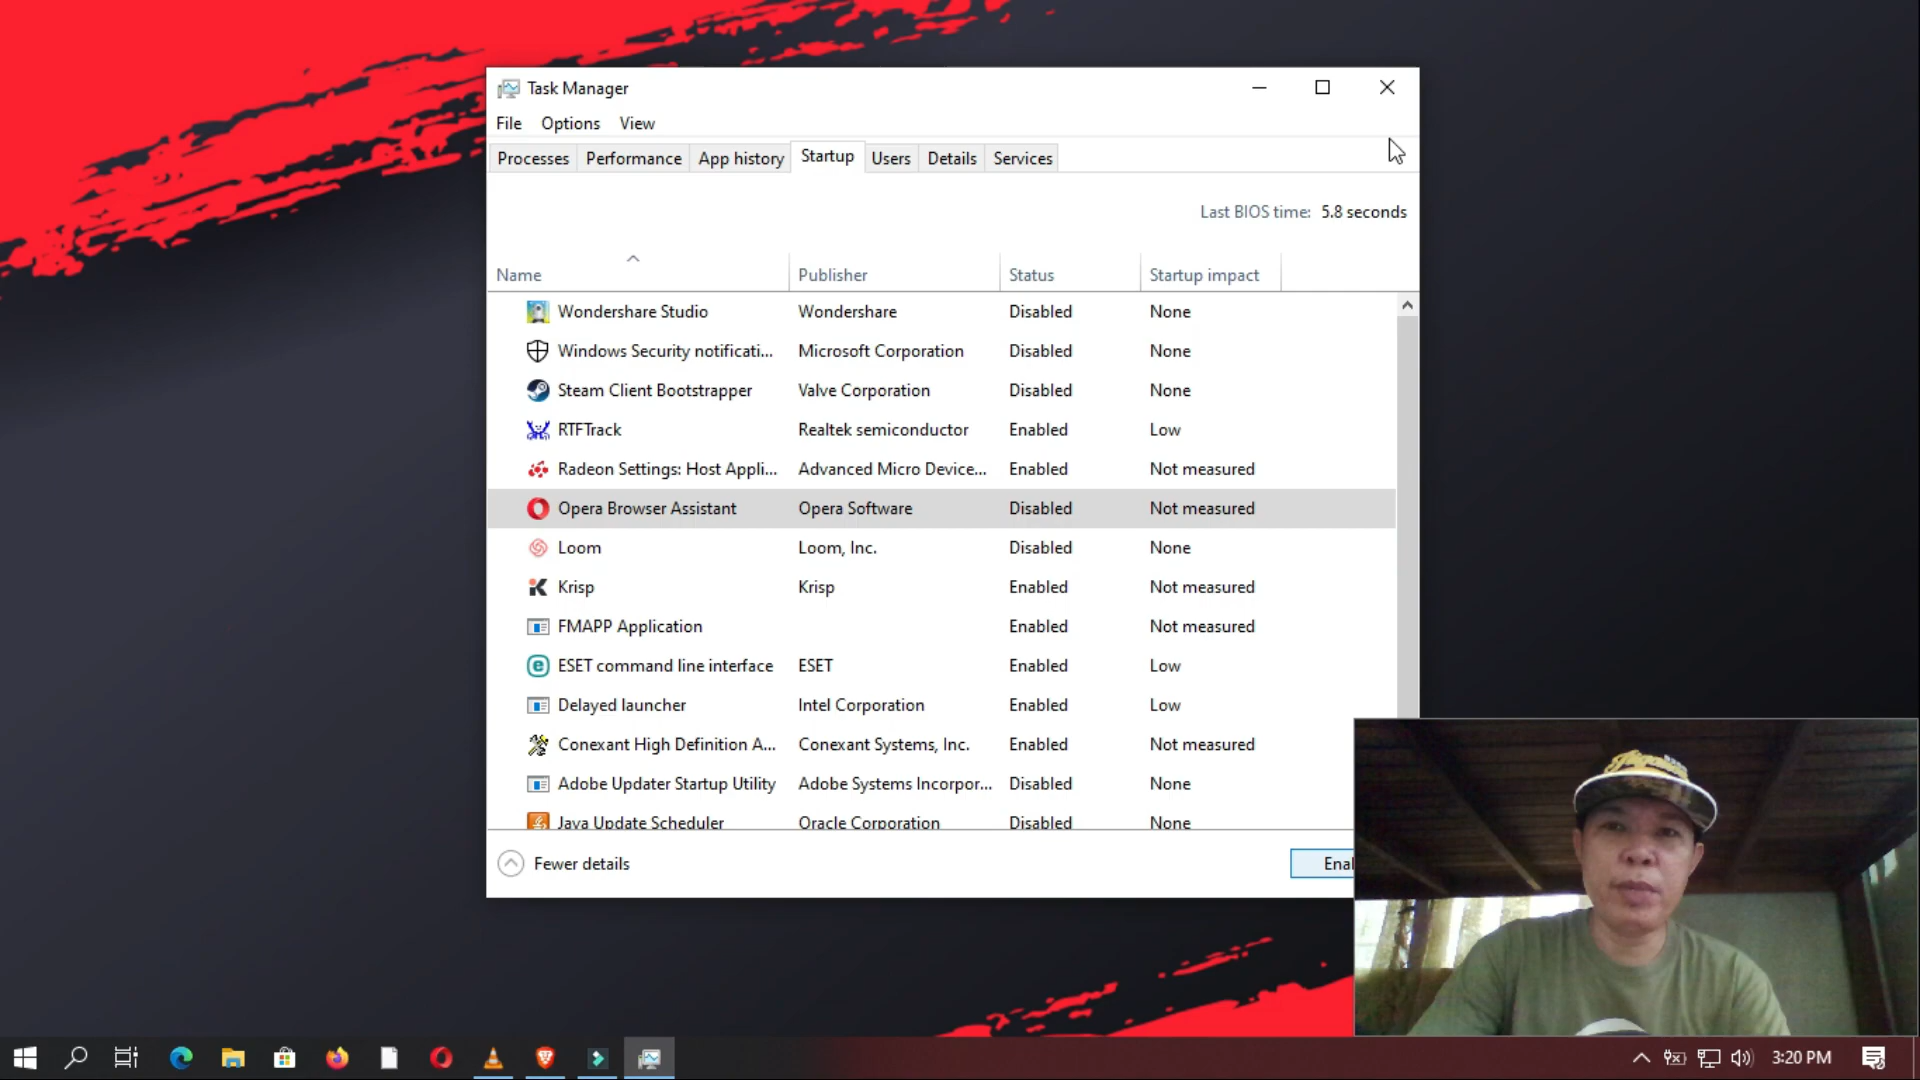 Task Manager
File Options View
Processes Performance App history Startup Users Details Services
Last BIOS time: 5.8 seconds
Name Publisher Status Startup impact
Wondershare Studio Wondershare Disabled None
Windows Security notificati... Microsoft Corporation Disabled None
Steam Client Bootstrapper Valve Corporation Disabled None
RTFTrack Realtek semiconductor Enabled Low
Radeon Settings: Host Appli... Advanced Micro Device... Enabled Not measured
Opera Browser Assistant Opera Software Disabled Not measured
Loom Loom, Inc. Disabled None
Krisp Krisp Enabled Not measured
FMAPP Application Enabled Not measured
ESET command line interface ESET Enabled Low
Delayed launcher Intel Corporation Enabled Low
Conexant High Definition A... Conexant Systems, Inc. Enabled Not measured
Adobe Updater Startup Utility Adobe Systems Incorpor... Disabled None
Java Update Scheduler Oracle Corporation Disabled None
Fewer details Enal
3:20 PM